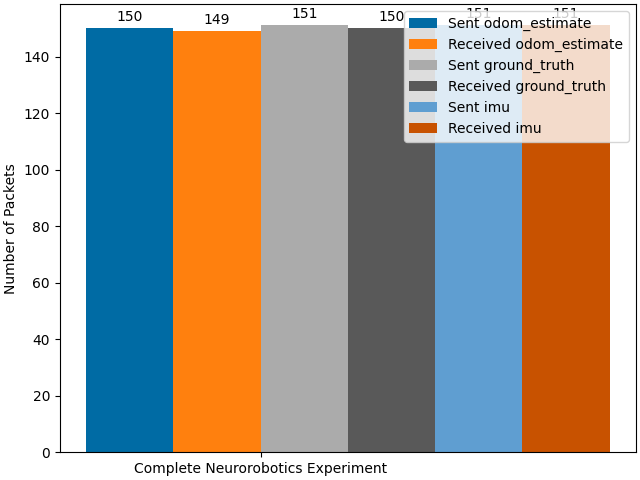 150
149
151
150
151
151
Sent odom_estimate
Received odom_estimate
Sent ground_truth
Received ground_truth
Sent imu
Received imu
140
120
100
80
60
40
20
0
Number of Packets
Complete Neurorobotics Experiment